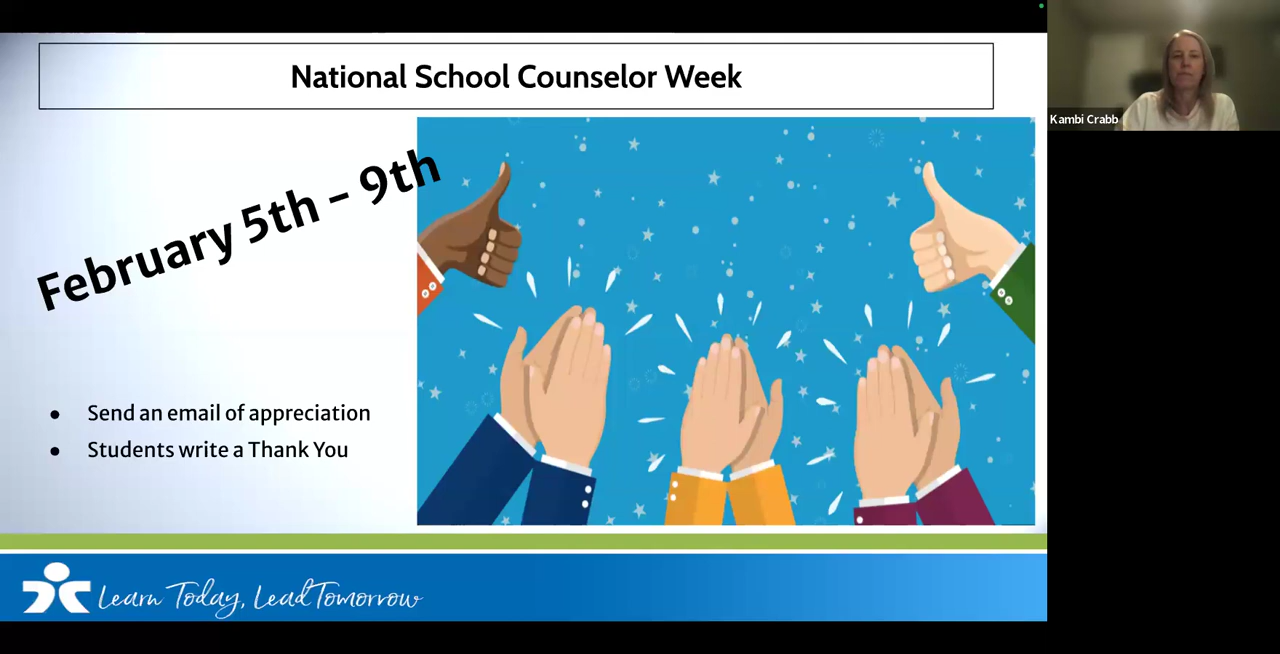 National School Counselor Week
Kambi Crabb
February 5th - 9th
● Send an email of appreciation
● Students write a Thank You
Learn Today, Lead Tomorrow